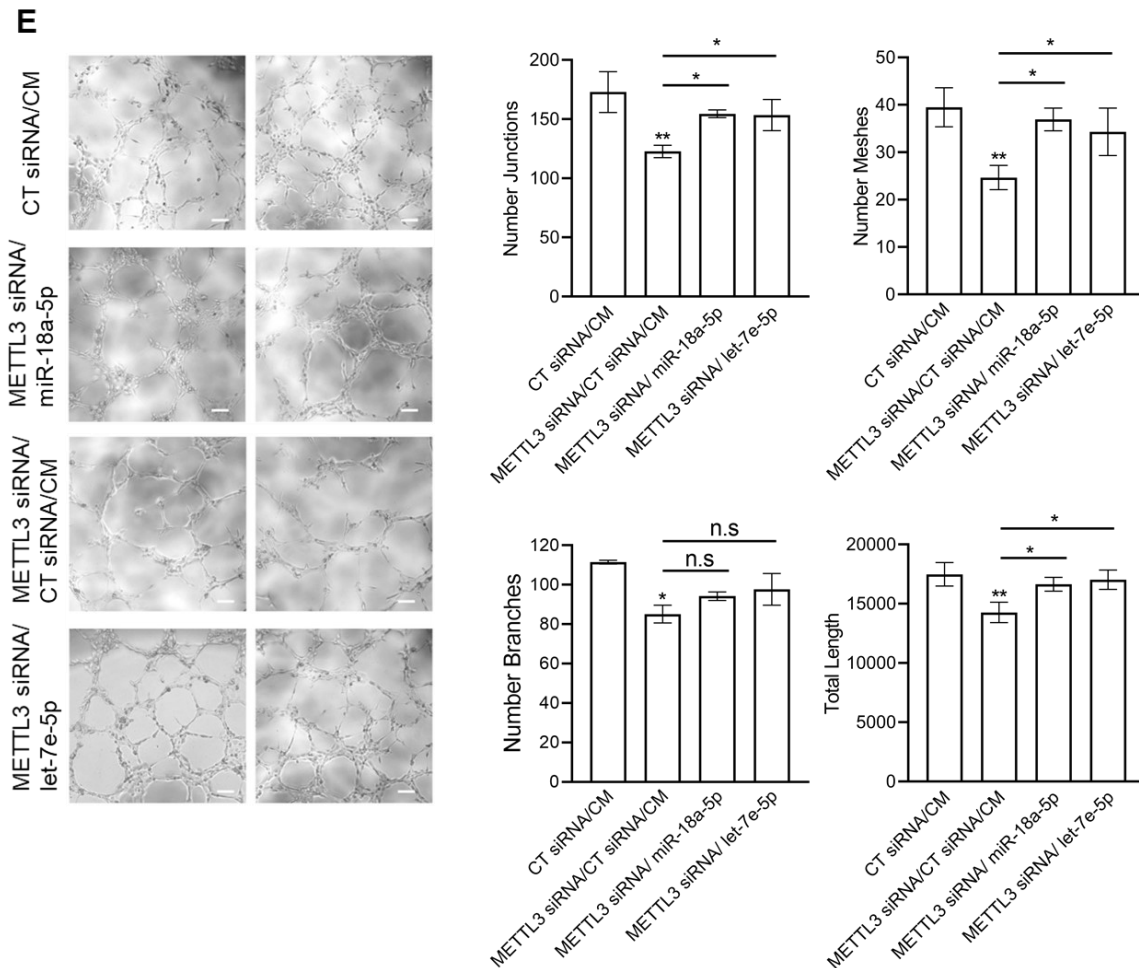 E
CT siRNA/CM
METTL3 siRNA/
miR-18a-5p
METTL3 siRNA/
CT siRNA/CM
METTL3 siRNA/
let-7e-5p
Number Junctions
200
150
100
50
0
**
*
*
CT siRNA/CM
METTL3 siRNA/CT siRNA/CM
METTL3 siRNA/ miR-18a-5p
METTL3 siRNA/ let-7e-5p
Number Meshes
50
40
30
20
10
0
**
*
*
CT siRNA/CM
METTL3 siRNA/CT siRNA/CM
METTL3 siRNA/ miR-18a-5p
METTL3 siRNA/ let-7e-5p
Number Branches
120
100
80
60
40
20
0
*
n.s
n.s
CT siRNA/CM
METTL3 siRNA/CT siRNA/CM
METTL3 siRNA/ miR-18a-5p
METTL3 siRNA/ let-7e-5p
Total Length
20000
15000
10000
5000
0
**
*
*
CT siRNA/CM
METTL3 siRNA/CT siRNA/CM
METTL3 siRNA/ miR-18a-5p
METTL3 siRNA/ let-7e-5p